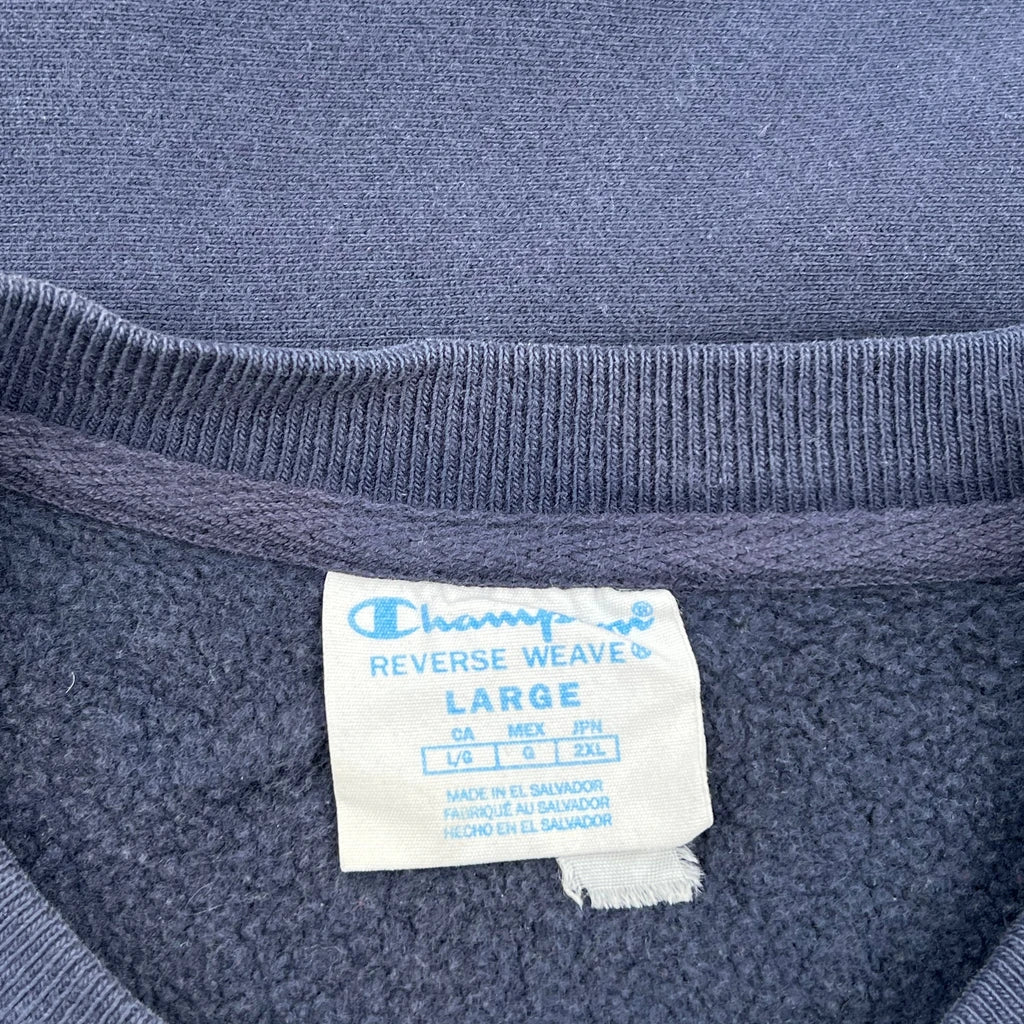 Champion®
REVERSE WEAVE®
LARGE
CA MEX JPN
L/G G 2XL
MADE IN EL SALVADOR
FABRIQUÉ AU SALVADOR
HECHO EN EL SALVADOR